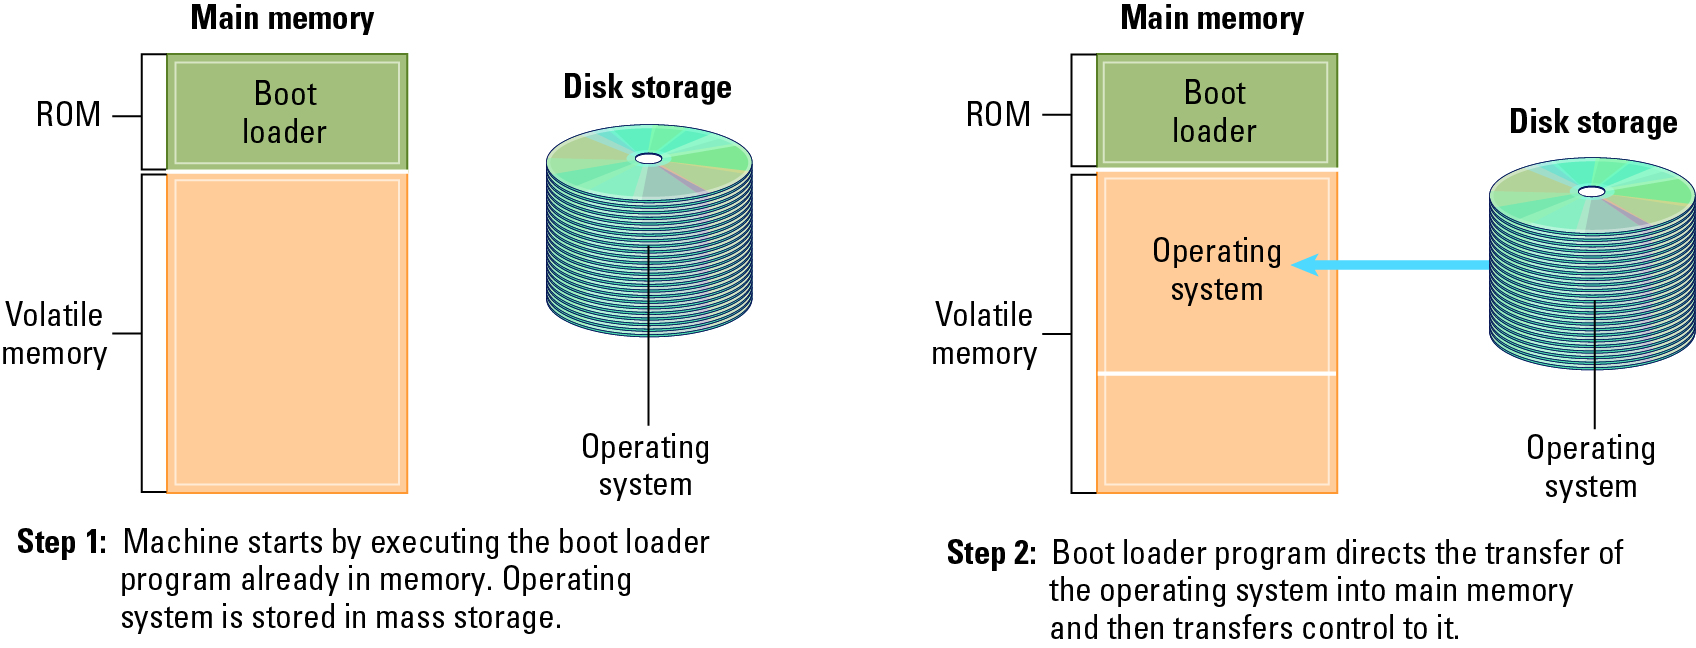 Main memory
ROM
Boot
loader
Disk storage
Volatile
memory
Operating
system
Step 1: Machine starts by executing the boot loader
program already in memory. Operating
system is stored in mass storage.
Main memory
ROM
Boot
loader
Disk storage
Operating
system
Volatile
memory
Operating
system
Step 2: Boot loader program directs the transfer of
the operating system into main memory
and then transfers control to it.